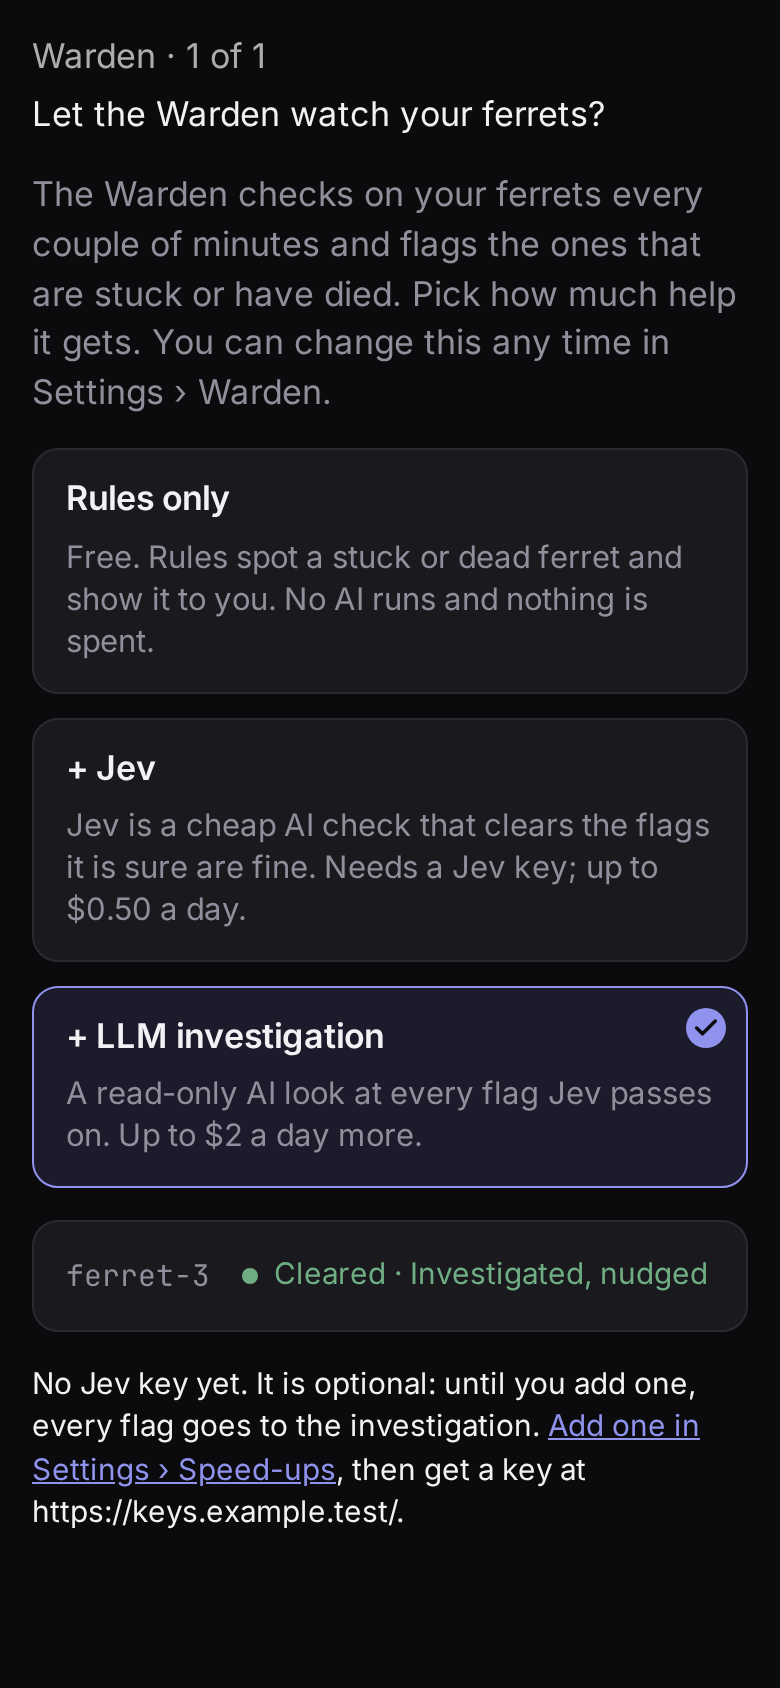 Warden · 1 of 1
Let the Warden watch your ferrets?
The Warden checks on your ferrets every
couple of minutes and flags the ones that
are stuck or have died. Pick how much help
it gets. You can change this any time in
Settings › Warden.
Rules only
Free. Rules spot a stuck or dead ferret and
show it to you. No AI runs and nothing is
spent.
+ Jev
Jev is a cheap AI check that clears the flags
it is sure are fine. Needs a Jev key; up to
$0.50 a day.
+ LLM investigation
A read-only AI look at every flag Jev passes
on. Up to $2 a day more.
ferret-3 ● Cleared · Investigated, nudged
No Jev key yet. It is optional: until you add one,
every flag goes to the investigation. Add one in
Settings › Speed-ups, then get a key at
https://keys.example.test/.